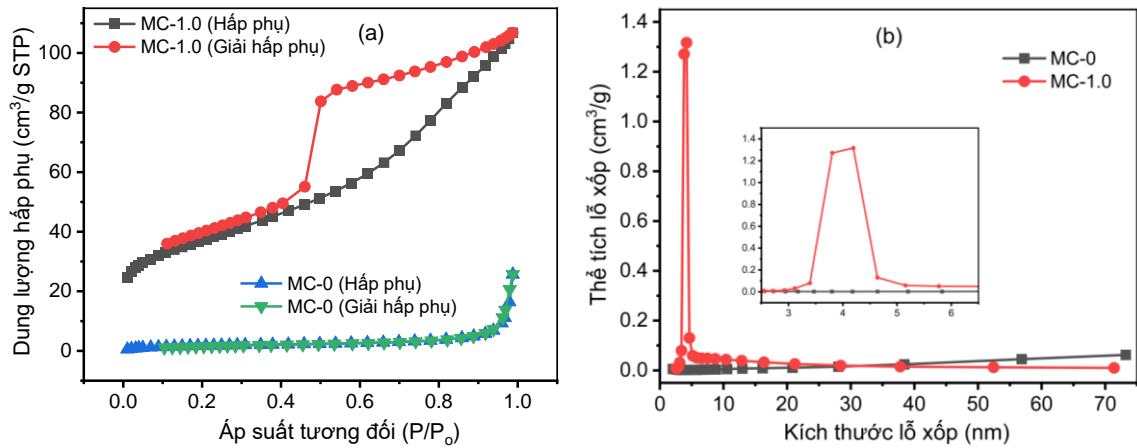 (a)
MC-1.0 (Hấp phụ)
MC-1.0 (Giải hấp phụ)
MC-0 (Hấp phụ)
MC-0 (Giải hấp phụ)
Dung lượng hấp phụ (cm³/g STP)
100
80
60
40
20
0
0.0 0.2 0.4 0.6 0.8 1.0
Áp suất tương đối (P/Po)
(b)
MC-0
MC-1.0
Thể tích lỗ xốp (cm³/g)
1.4
1.2
1.0
0.8
0.6
0.4
0.2
0.0
1.4
1.2
1.0
0.8
0.6
0.4
0.2
0.0
3 4 5 6
0 10 20 30 40 50 60 70
Kích thước lỗ xốp (nm)